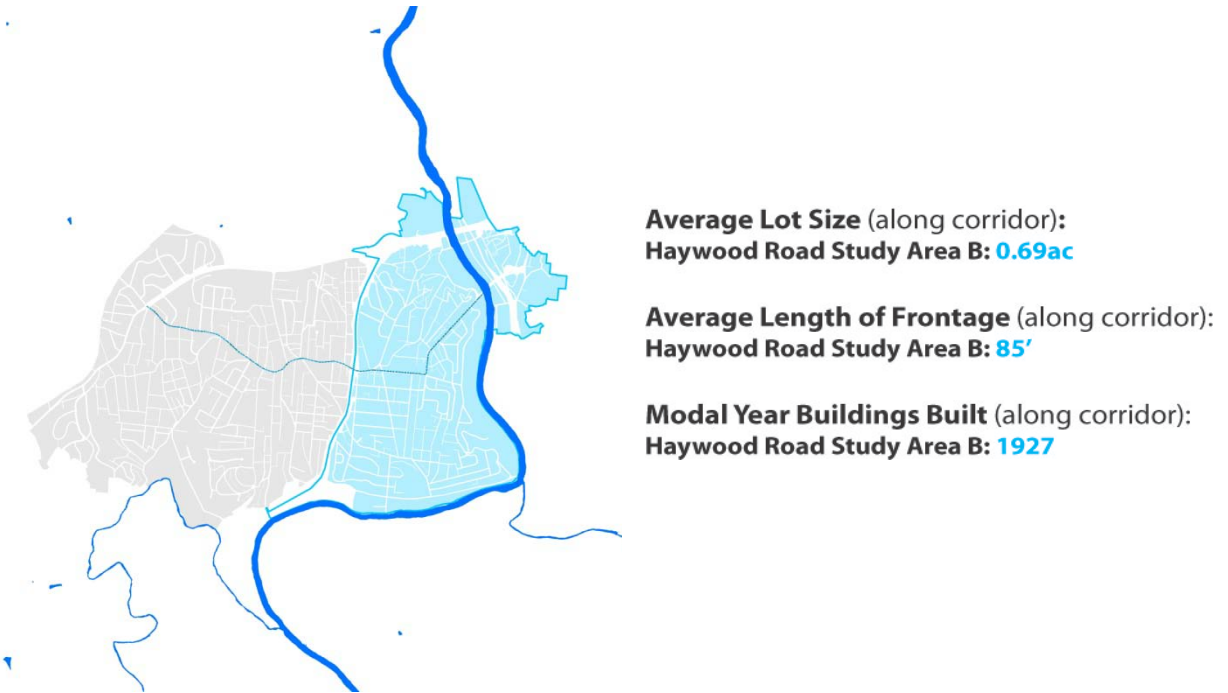 Average Lot Size (along corridor):
Haywood Road Study Area B: 0.69ac
Average Length of Frontage (along corridor):
Haywood Road Study Area B: 85’
Modal Year Buildings Built (along corridor):
Haywood Road Study Area B: 1927